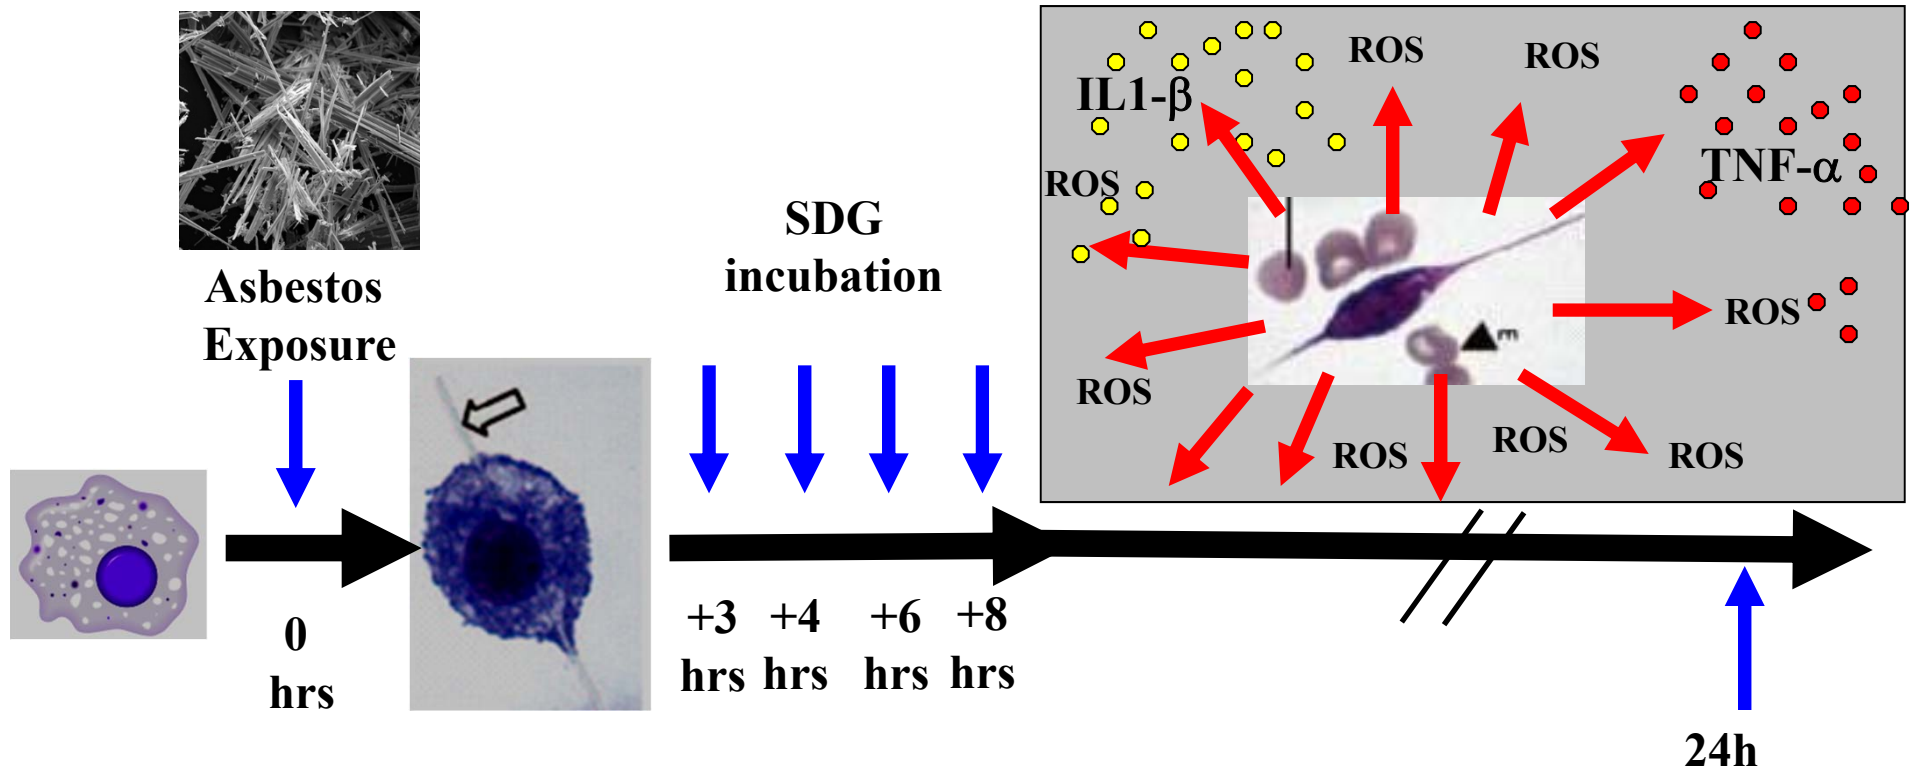 Asbestos
Exposure
0
hrs
SDG
incubation
+3
hrs
+4
hrs
+6
hrs
+8
hrs
IL1-β
ROS
ROS
TNF-α
ROS
ROS
ROS
ROS
ROS
ROS
m
24h